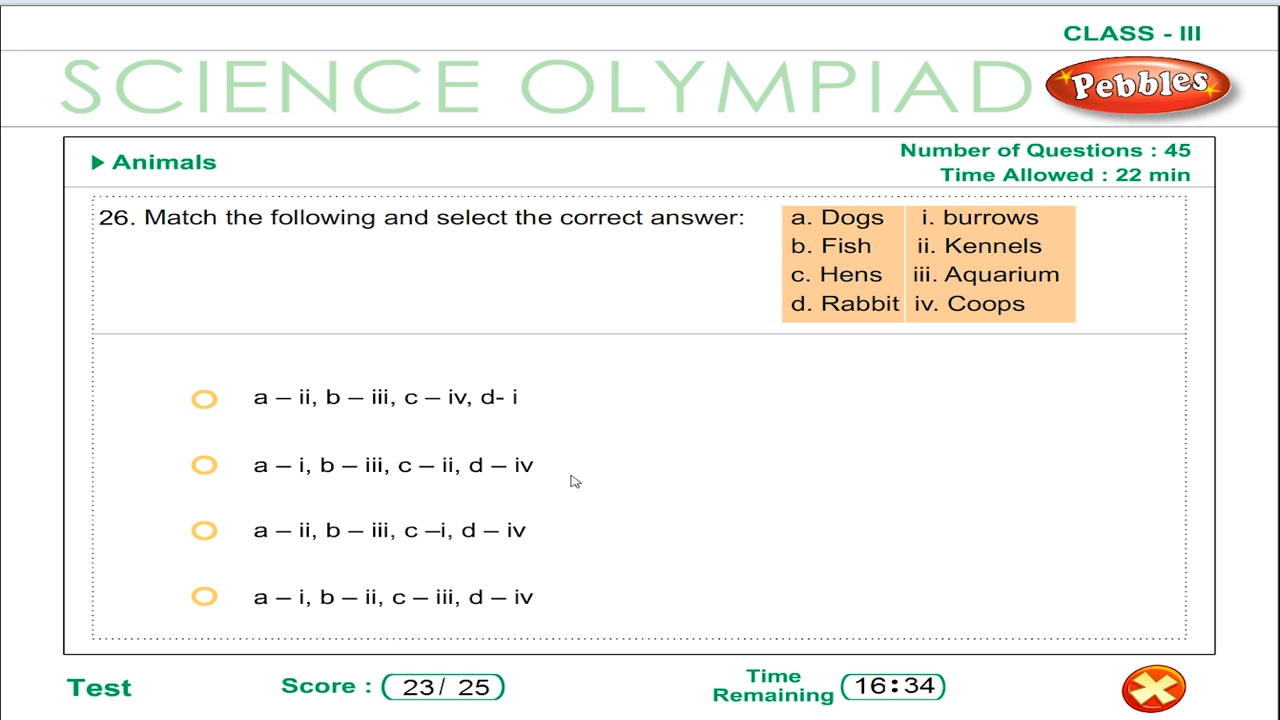 CLASS - III
SCIENCE OLYMPIAD
Pebbles
Animals
Number of Questions : 45
Time Allowed : 22 min
26. Match the following and select the correct answer:
a. Dogs i. burrows
b. Fish ii. Kennels
c. Hens iii. Aquarium
d. Rabbit iv. Coops
a – ii, b – iii, c – iv, d- i
a – i, b – iii, c – ii, d – iv
a – ii, b – iii, c –i, d – iv
a – i, b – ii, c – iii, d – iv
Test
Score : 23/ 25
Time Remaining 16:34